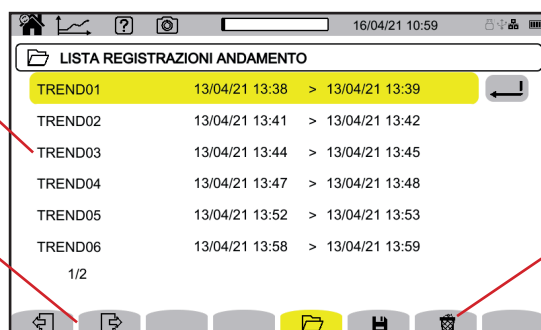 ? 16/04/21 10:59
LISTA REGISTRAZIONI ANDAMENTO
TREND01 13/04/21 13:38 > 13/04/21 13:39
TREND02 13/04/21 13:41 > 13/04/21 13:42
TREND03 13/04/21 13:44 > 13/04/21 13:45
TREND04 13/04/21 13:47 > 13/04/21 13:48
TREND05 13/04/21 13:52 > 13/04/21 13:53
TREND06 13/04/21 13:58 > 13/04/21 13:59
1/2